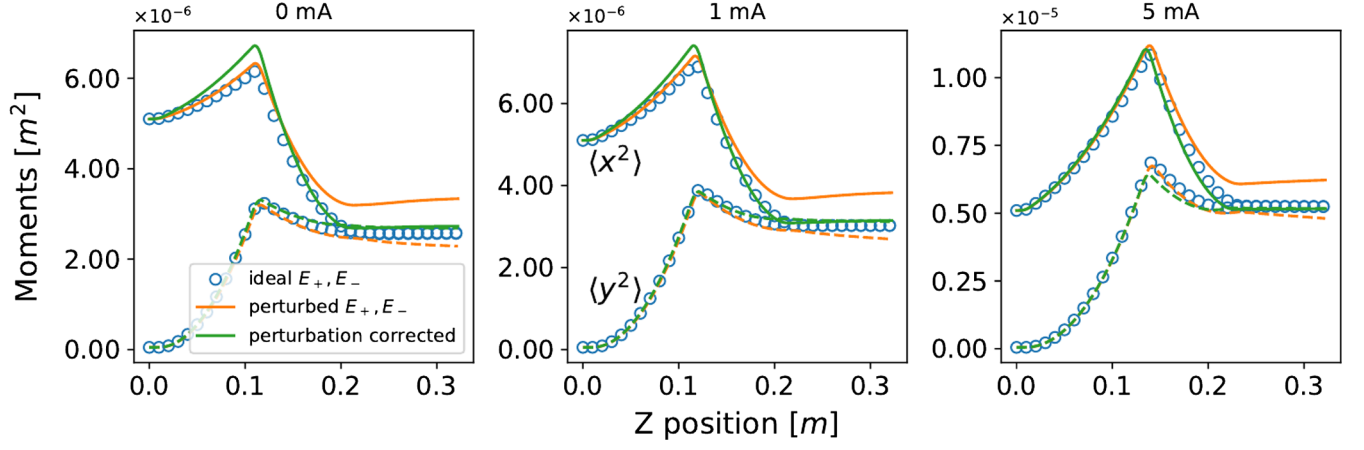 ×10⁻⁶ 0 mA
×10⁻⁶ 1 mA
×10⁻⁵ 5 mA
Moments [m²]
6.00
4.00
2.00
0.00
0.0 0.1 0.2 0.3
ideal E₊, E₋
perturbed E₊, E₋
perturbation corrected
6.00
4.00
2.00
0.00
⟨x²⟩
⟨y²⟩
0.0 0.1 0.2 0.3
1.00
0.75
0.50
0.25
0.00
0.0 0.1 0.2 0.3
Z position [m]